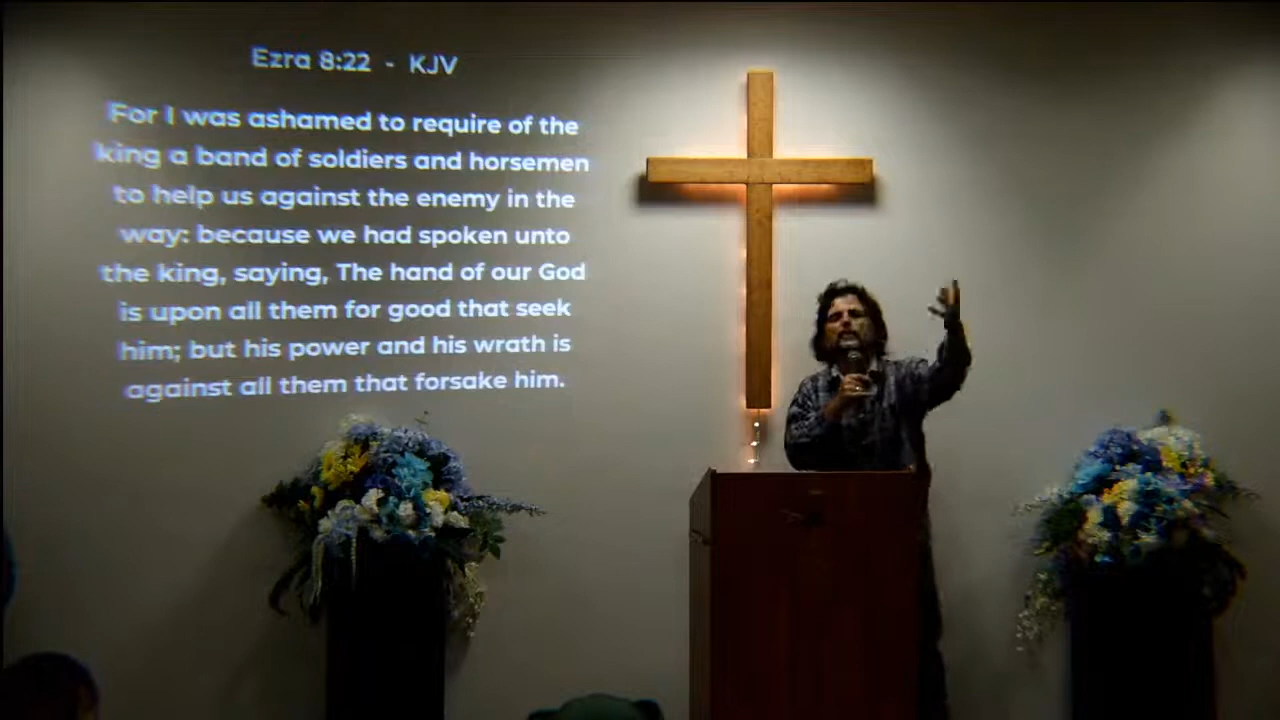 Ezra 8:22 - KJV
For I was ashamed to require of the
king a band of soldiers and horsemen
to help us against the enemy in the
way: because we had spoken unto
the king, saying, The hand of our God
is upon all them for good that seek
him; but his power and his wrath is
against all them that forsake him.